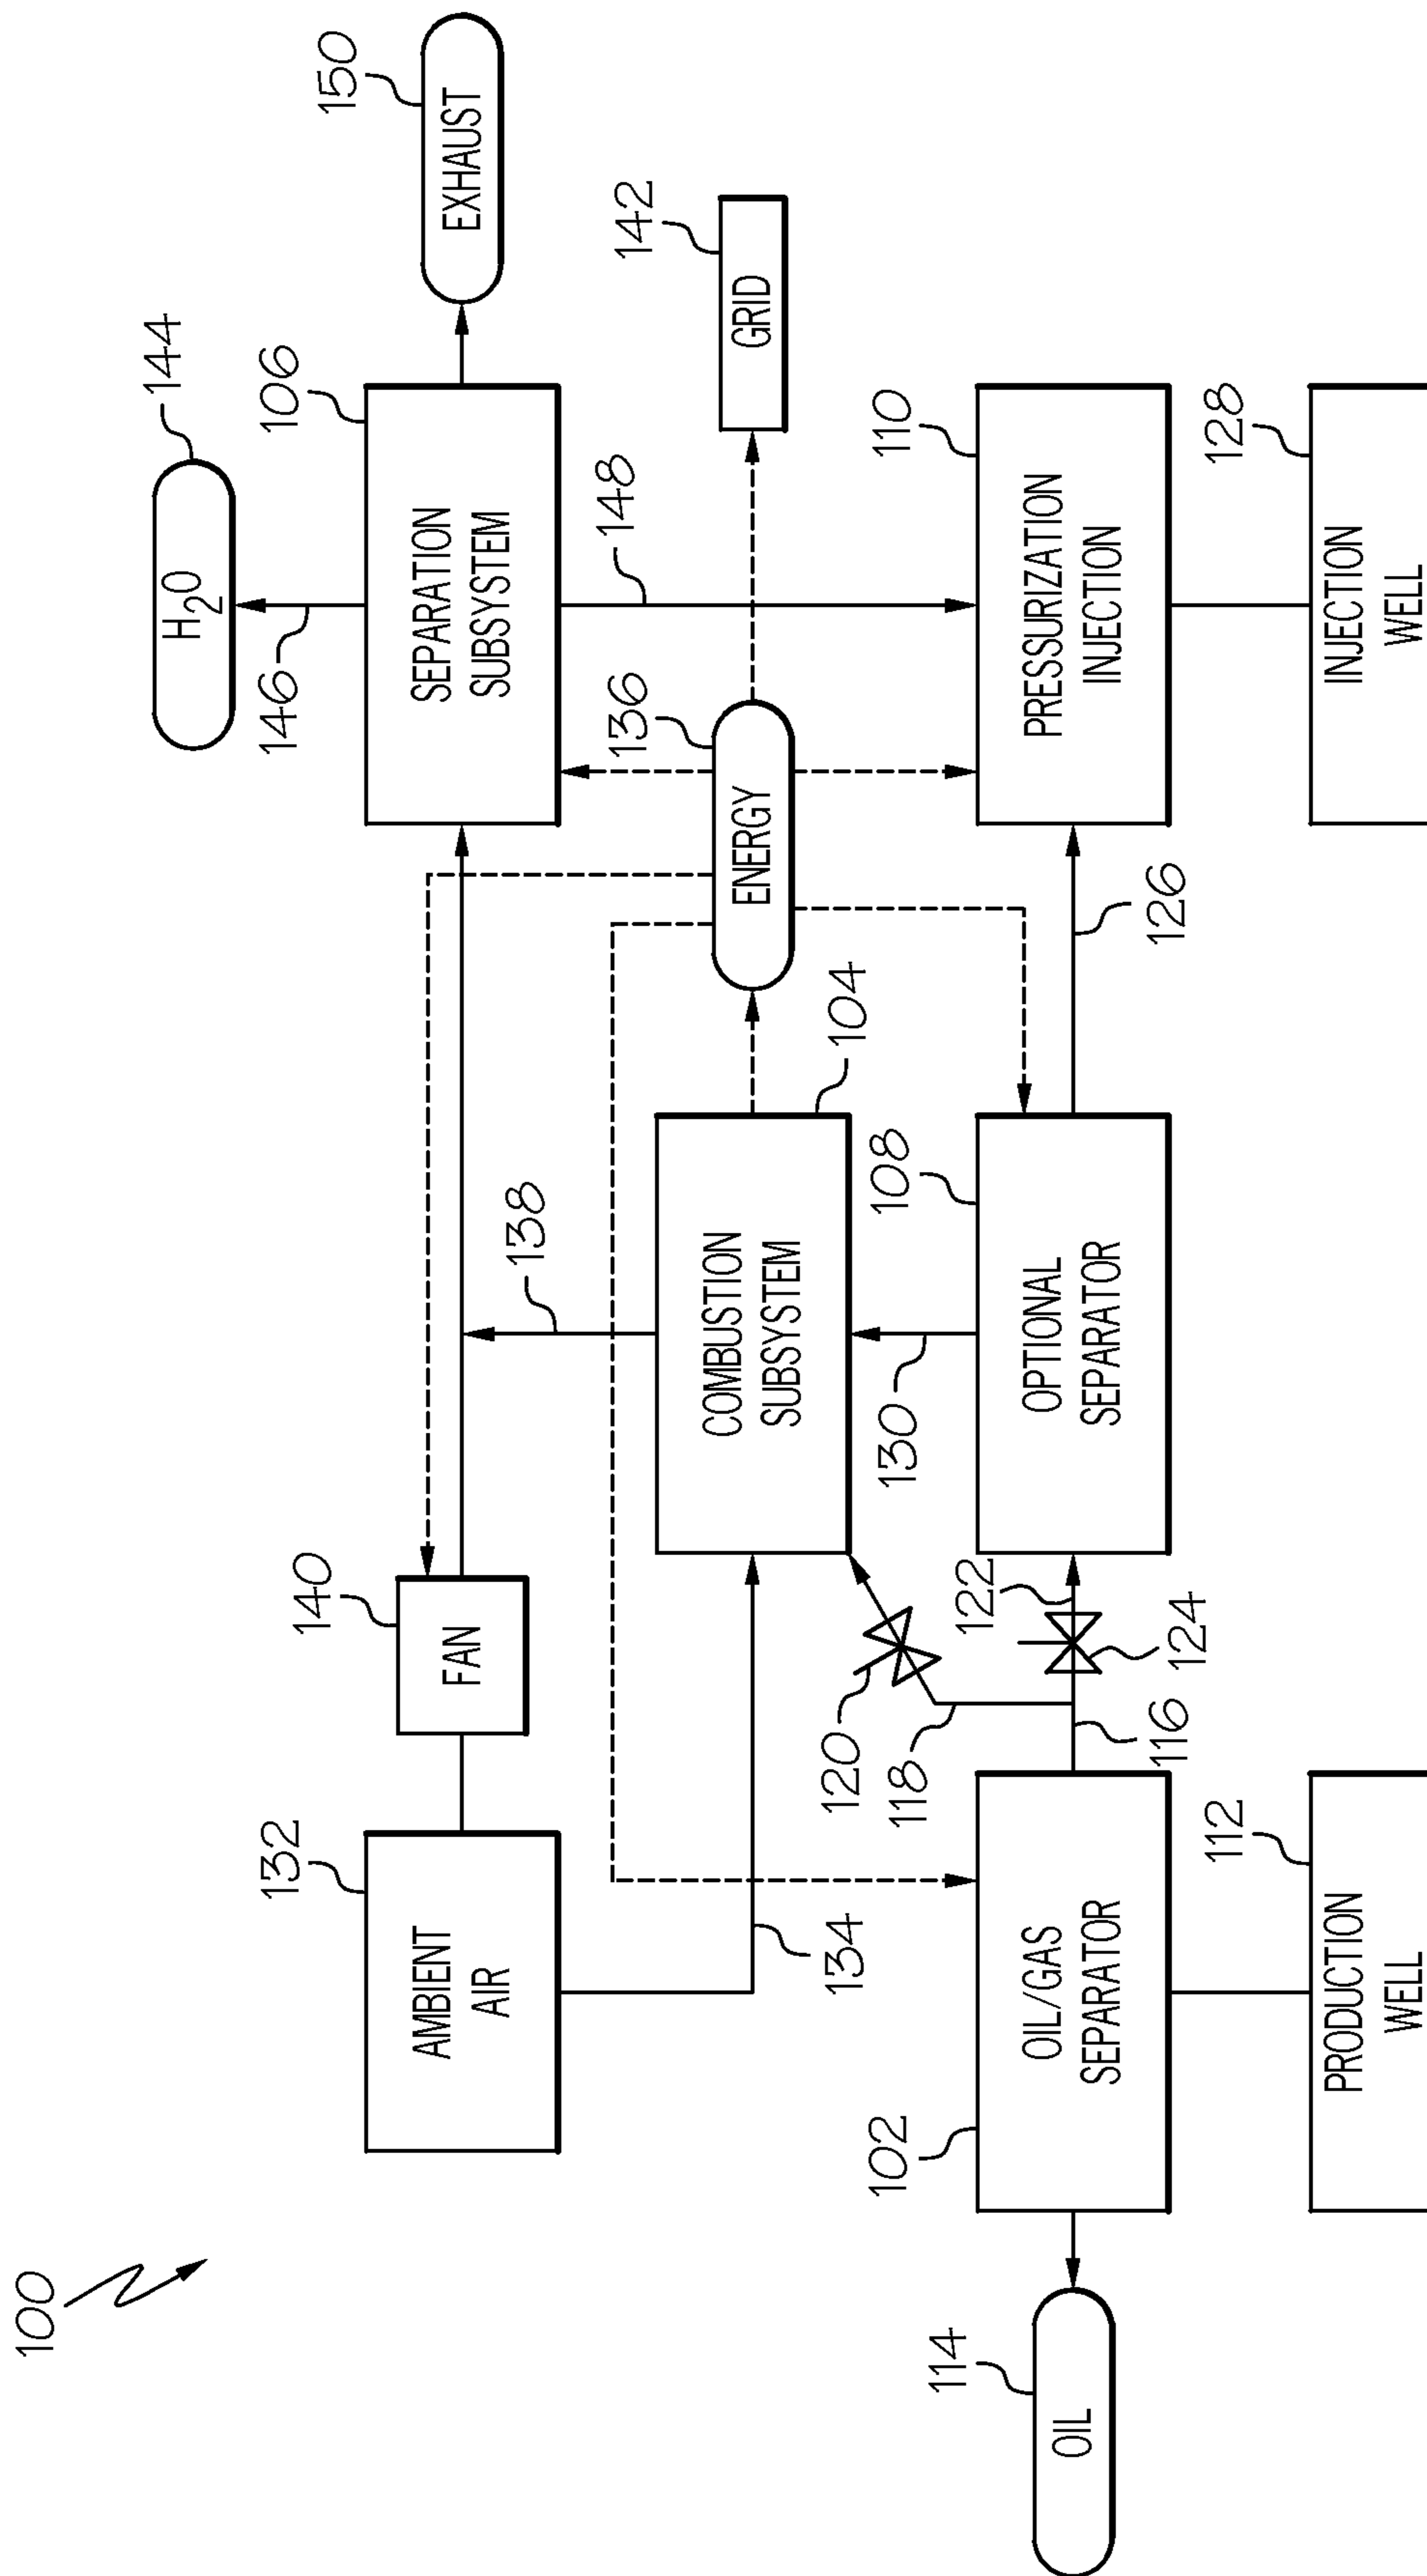 100
144
H₂O
146
150
EXHAUST
106
SEPARATION
SUBSYSTEM
140
FAN
132
AMBIENT
AIR
148
138
142
GRID
136
ENERGY
104
COMBUSTION
SUBSYSTEM
134
120
118
130
108
OPTIONAL
SEPARATOR
122
124
116
102
OIL/GAS
SEPARATOR
114
OIL
126
110
PRESSURIZATION
INJECTION
112
PRODUCTION
WELL
128
INJECTION
WELL